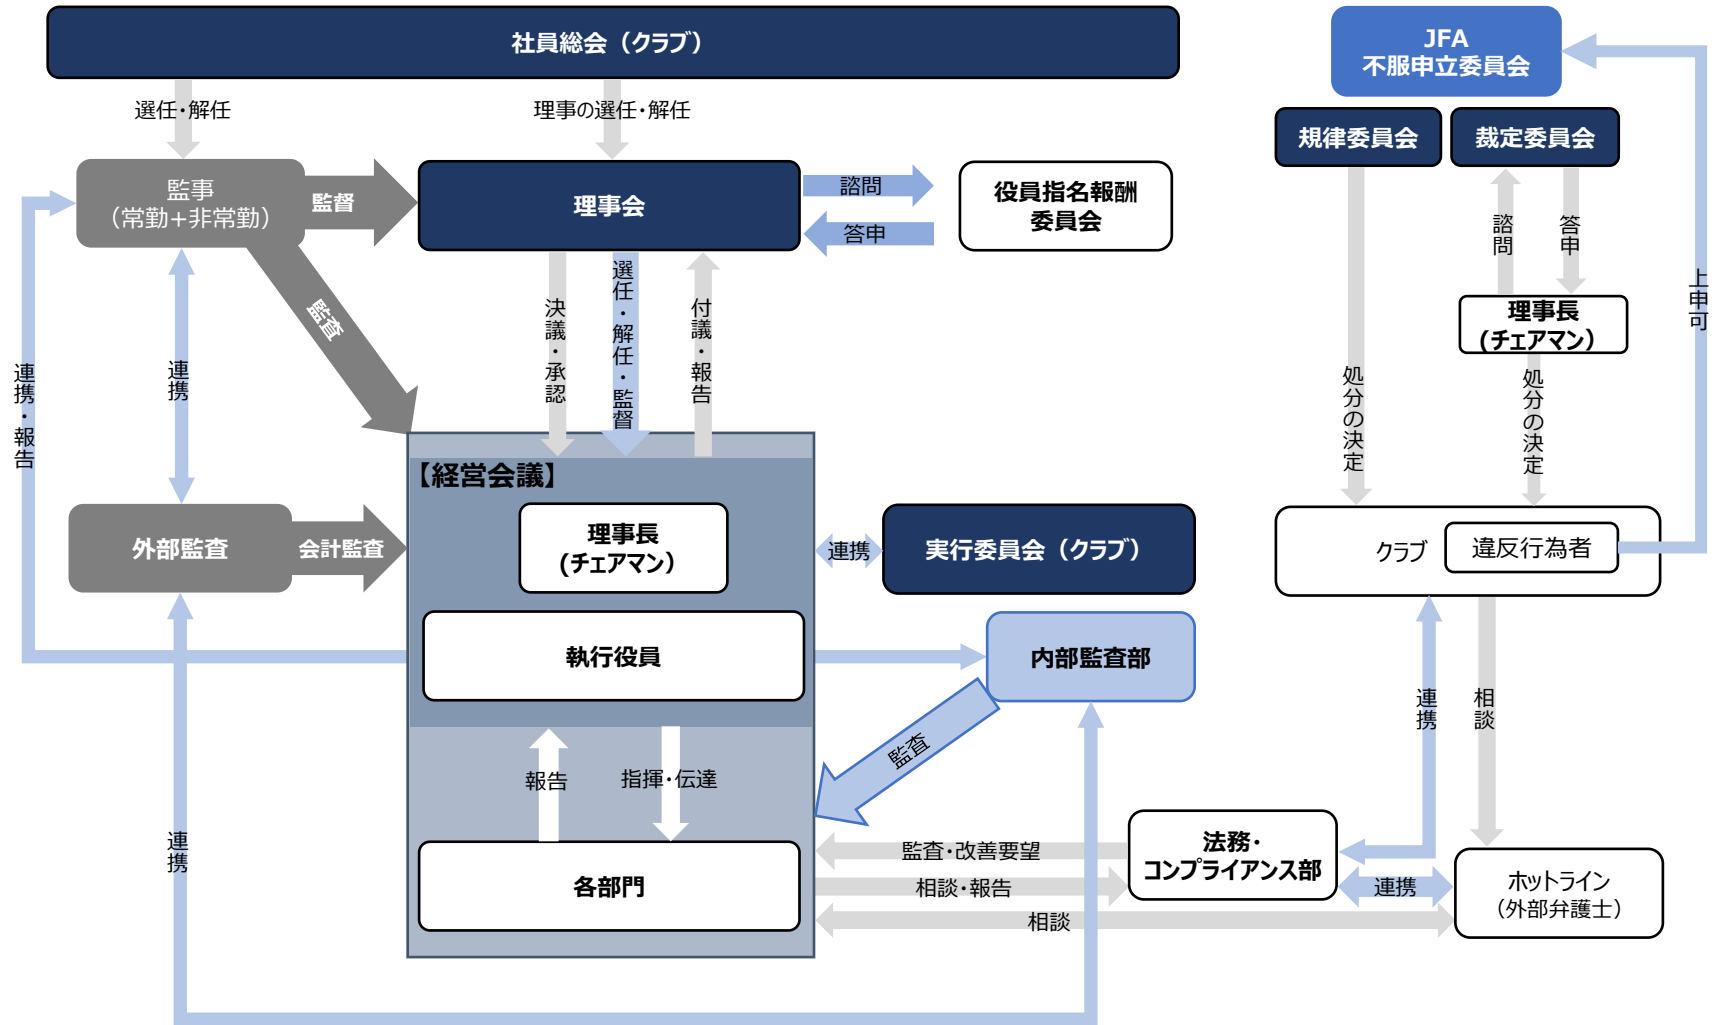 社員総会（クラブ）
JFA
不服申立委員会
選任・解任
理事の選任・解任
規律委員会
裁定委員会
監事
（常勤+非常勤）
監督
理事会
諮問
答申
役員指名報酬
委員会
諮問
答申
上申可
監査
決議・承認
選任・解任・監督
付議・報告
理事長
(チェアマン)
連携・報告
連携
処分の決定
処分の決定
【経営会議】
理事長
(チェアマン)
外部監査
会計監査
連携
実行委員会（クラブ）
クラブ
違反行為者
執行役員
内部監査部
連携
相談
監査
報告
指揮・伝達
連携
各部門
監査・改善要望
相談・報告
相談
法務・
コンプライアンス部
連携
ホットライン
（外部弁護士）